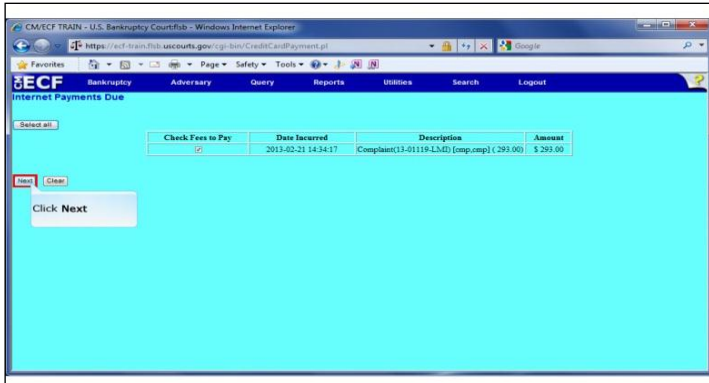 CM/ECF TRAIN - U.S. Bankruptcy Court:flsb - Windows Internet Explorer
https://ecf-train.flsb.uscourts.gov/cgi-bin/CreditCardPayment.pl
Google
Favorites Page Safety Tools
ECF Bankruptcy Adversary Query Reports Utilities Search Logout ?
Internet Payments Due
Select all
Check Fees to Pay Date Incurred Description Amount
2013-02-21 14:34:17 Complaint(13-01119-LMI) [cmp,cmp] ( 293.00) $ 293.00
Next Clear
Click Next